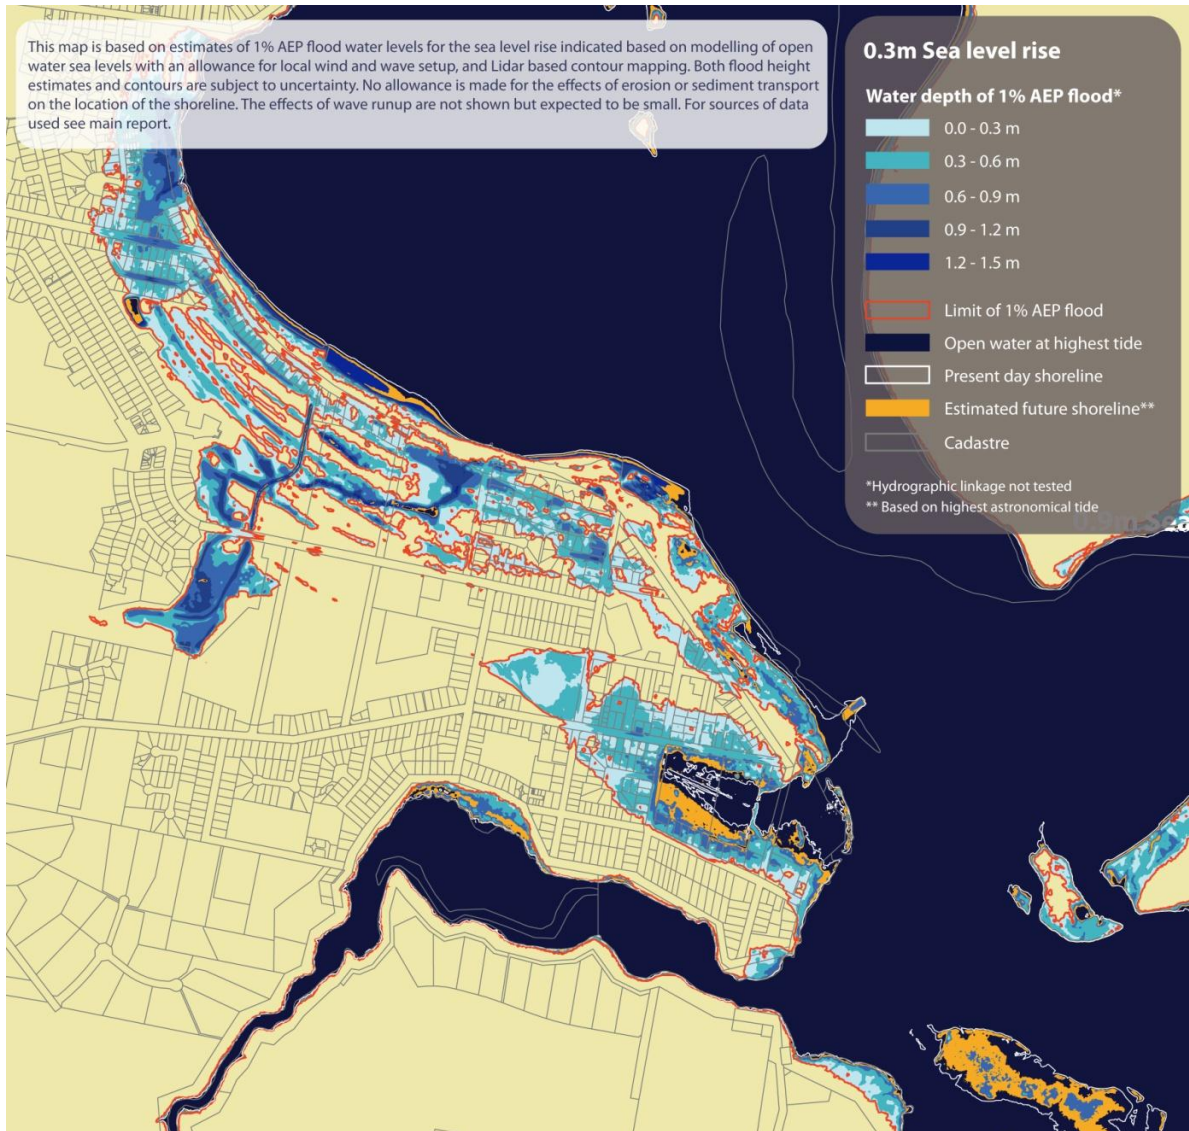 This map is based on estimates of 1% AEP flood water levels for the sea level rise indicated based on modelling of open
water sea levels with an allowance for local wind and wave setup, and Lidar based contour mapping. Both flood height
estimates and contours are subject to uncertainty. No allowance is made for the effects of erosion or sediment transport
on the location of the shoreline. The effects of wave runup are not shown but expected to be small. For sources of data
used see main report.
0.3m Sea level rise
Water depth of 1% AEP flood*
0.0 - 0.3 m
0.3 - 0.6 m
0.6 - 0.9 m
0.9 - 1.2 m
1.2 - 1.5 m
Limit of 1% AEP flood
Open water at highest tide
Present day shoreline
Estimated future shoreline**
Cadastre
*Hydrographic linkage not tested
** Based on highest astronomical tide
0.9m Sea